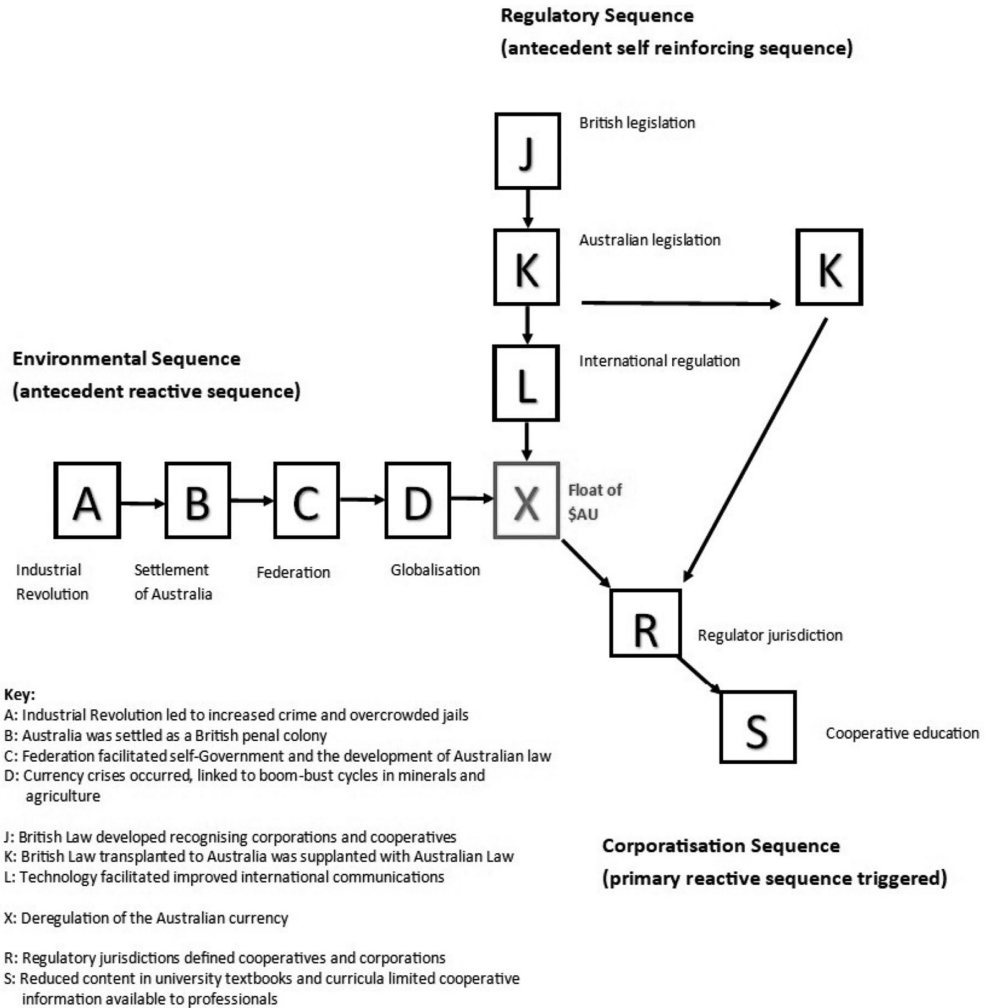 Regulatory Sequence
(antecedent self reinforcing sequence)
J
British legislation
K
Australian legislation
K
Environmental Sequence
(antecedent reactive sequence)
L
International regulation
A
B
C
D
X
Float of
$AU
Industrial
Revolution
Settlement
of Australia
Federation
Globalisation
R
Regulator jurisdiction
S
Cooperative education
Key:
A: Industrial Revolution led to increased crime and overcrowded jails
B: Australia was settled as a British penal colony
C: Federation facilitated self-Government and the development of Australian law
D: Currency crises occurred, linked to boom-bust cycles in minerals and
agriculture
J: British Law developed recognising corporations and cooperatives
K: British Law transplanted to Australia was supplanted with Australian Law
L: Technology facilitated improved international communications
X: Deregulation of the Australian currency
R: Regulatory jurisdictions defined cooperatives and corporations
S: Reduced content in university textbooks and curricula limited cooperative
information available to professionals
Corporatisation Sequence
(primary reactive sequence triggered)